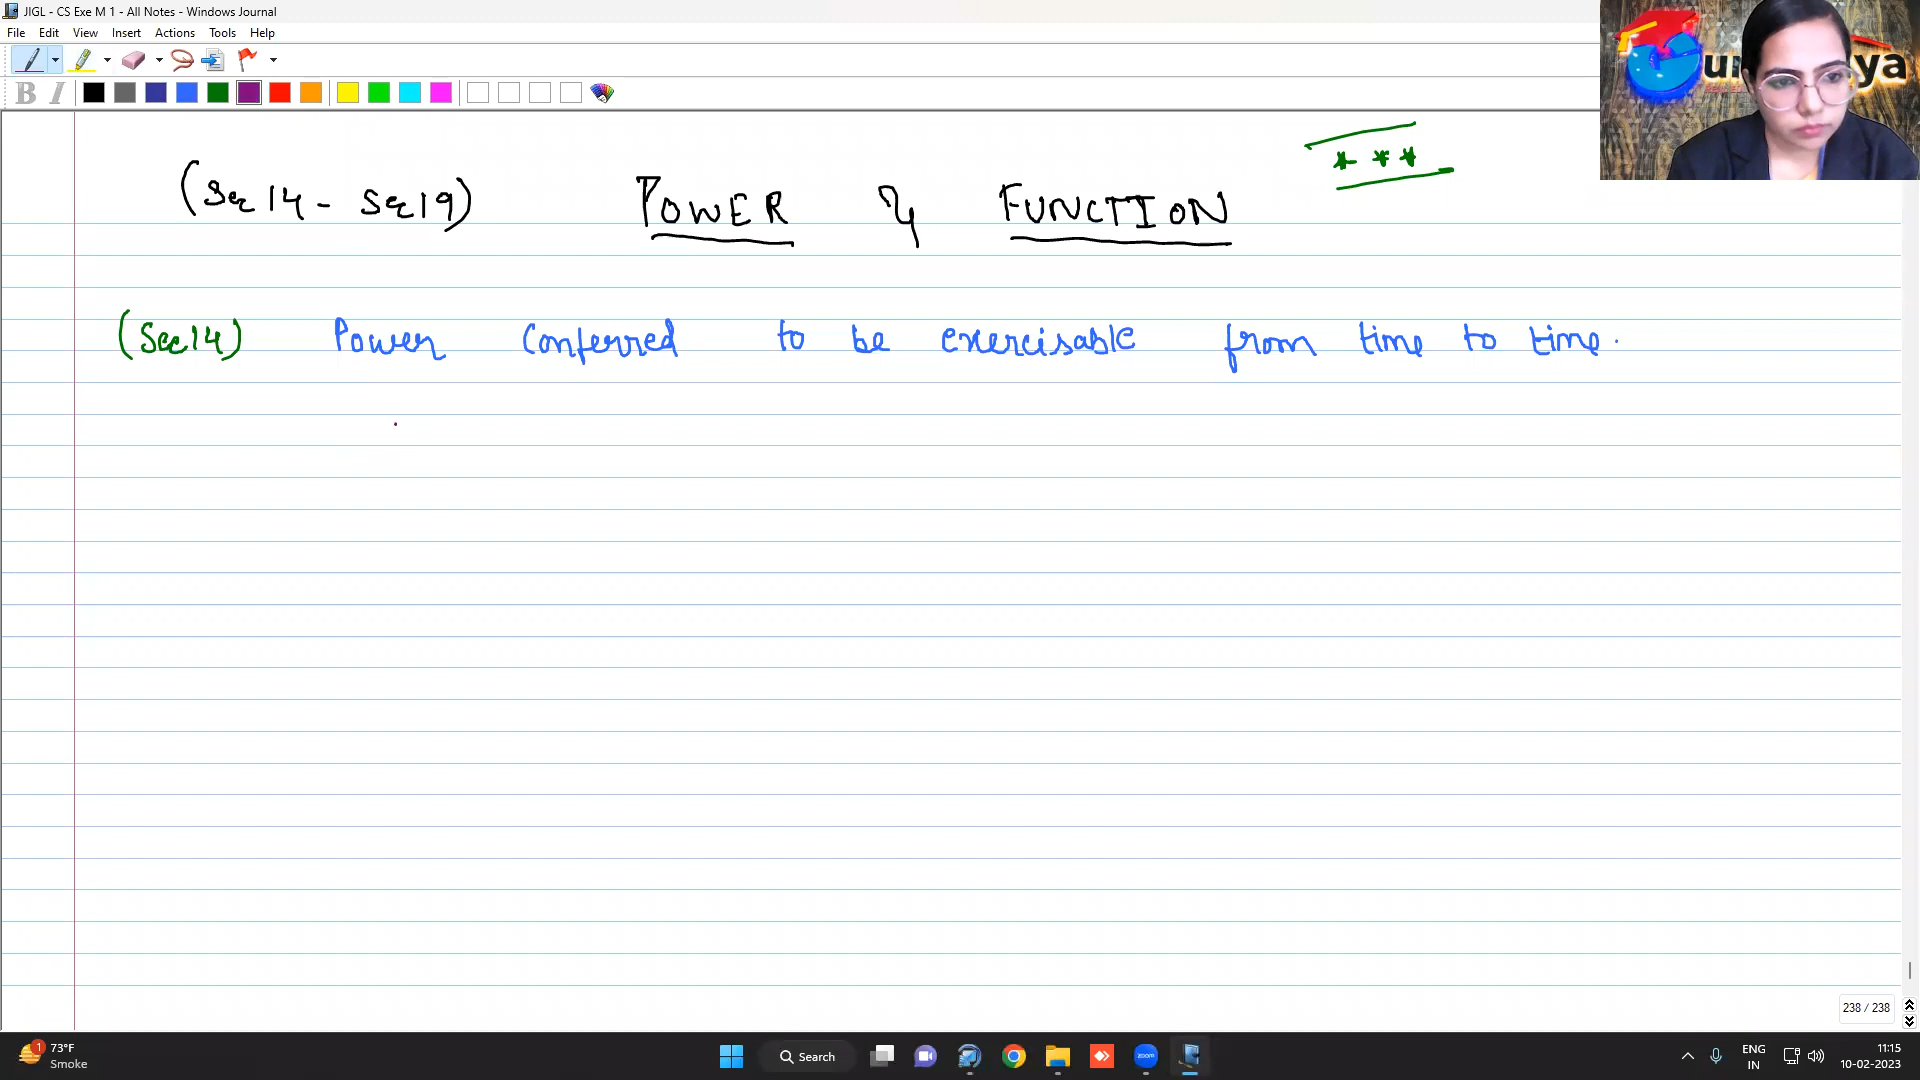 JIGL - CS Exe M 1 - All Notes - Windows Journal
File Edit View Insert Actions Tools Help
B I
(Sec 14 - Sec 19) POWER & FUNCTION ***
(Sec 14) Power conferred to be exercisable from time to time.
238 / 238
1
73°F
Smoke
Search
zoom
ENG
IN
11:15
10-02-2023